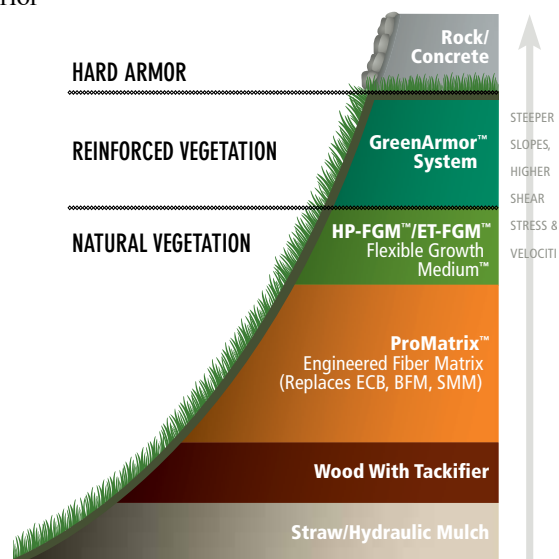 Rock/
Concrete
HARD ARMOR
GreenArmor™
System
REINFORCED VEGETATION
HP-FGM™/ET-FGM™
Flexible Growth
Medium™
NATURAL VEGETATION
ProMatrix™
Engineered Fiber Matrix
(Replaces ECB, BFM, SMM)
Wood With Tackifier
Straw/Hydraulic Mulch
STEEPER
SLOPES,
HIGHER
SHEAR
STRESS &
VELOCITI